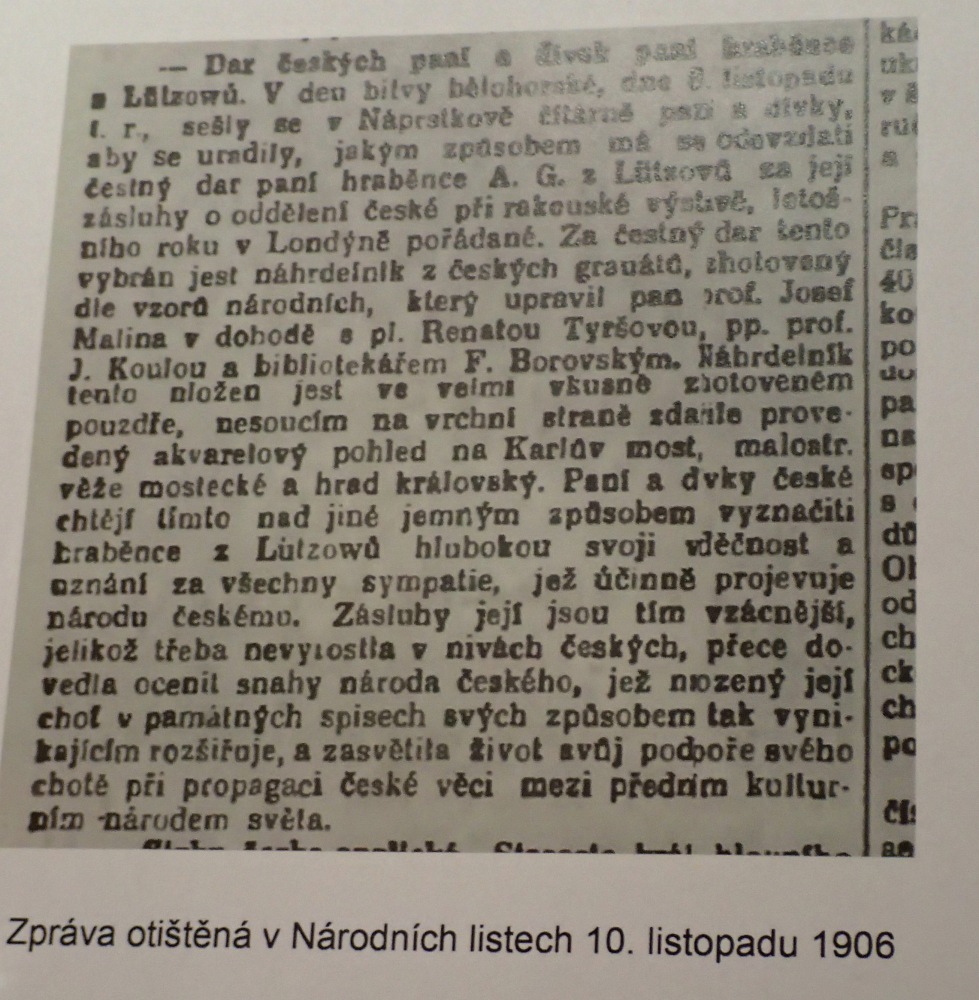 — Dar českých paní a dívek paní hraběnce
z Lützowů. V den bitvy bělohorské, dne 8. listopadu
t. r., sešly se v Náprstkově čítárně paní a dívky,
aby se uradily, jakým způsobem má se odevzdati
čestný dar paní hraběnce A. G. z Lützowů za její
zásluhy o oddělení české při rakouské výstavě, letoš-
ního roku v Londýně pořádané. Za čestný dar tento
vybrán jest náhrdelník z českých granátů, zhotovený
dle vzorů národních, který upravil pan prof. Josef
Malina v dohodě s pl. Renatou Tyršovou, pp. prof.
J. Koulou a bibliotekářem F. Borovským. Náhrdelník
tento uložen jest ve velmi vkusně zhotoveném
pouzdře, nesoucím na vrchní straně zdařile prove-
dený akvarelový pohled na Karlův most, malostr.
věže mostecké a hrad královský. Paní a dvky české
chtějí tímto nad jiné jemným způsobem vyznačiti
hraběnce z Lützowů hlubokou svoji vděčnost a
uznání za všechny sympatie, jež účinně projevuje
národu českému. Zásluhy její jsou tím vzácnější,
jelikož třeba nevyrostla v nivách českých, přece do-
vedla ocenit snahy národa českého, jež mozený její
choť v památných spisech svých způsobem tak vyni-
kajícím rozšiřuje, a zasvětila život svůj podpoře svého
chotě při propagaci české věci mezi předním kultur-
ním národem světa.
Zpráva otištěná v Národních listech 10. listopadu 1906